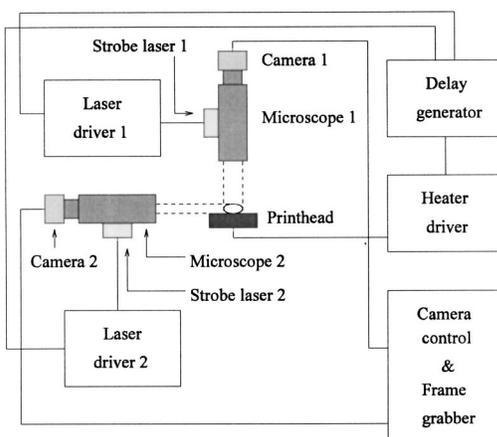 Strobe laser 1
Camera 1
Laser
driver 1
Microscope 1
Delay
generator
Printhead
Heater
driver
Camera 2
Microscope 2
Strobe laser 2
Laser
driver 2
Camera
control
&
Frame
grabber